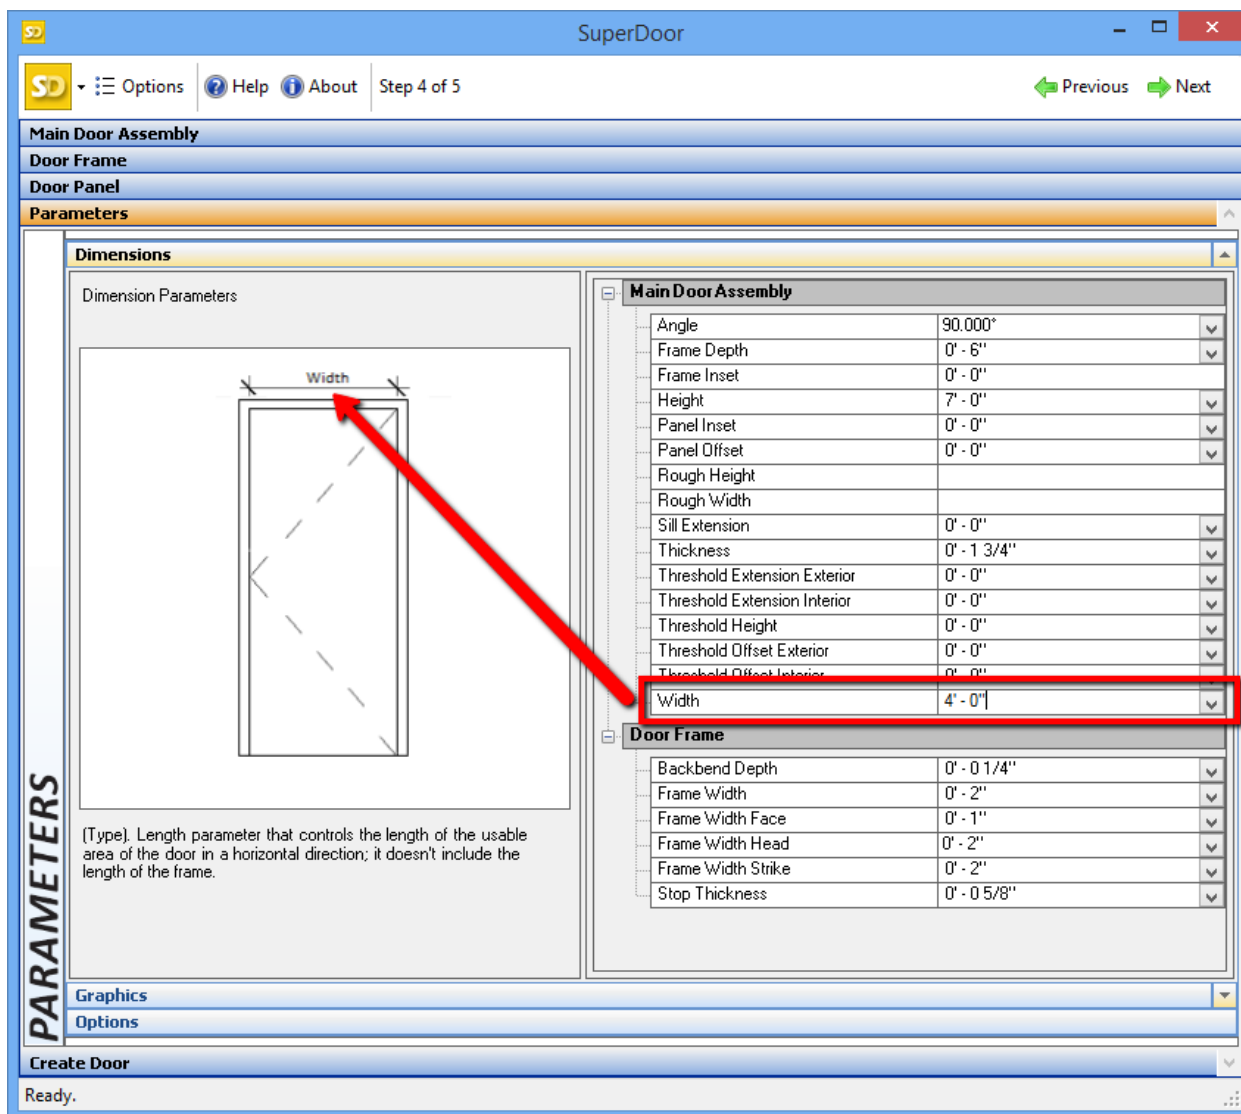 SD
SuperDoor
SD
Options
Help
About
Step 4 of 5
Previous
Next
Main Door Assembly
Door Frame
Door Panel
Parameters
PARAMETERS
Dimensions
Dimension Parameters
Width
(Type). Length parameter that controls the length of the usable
area of the door in a horizontal direction; it doesn't include the
length of the frame.
Main Door Assembly
Angle 90.000°
Frame Depth 0' - 6''
Frame Inset 0' - 0''
Height 7' - 0''
Panel Inset 0' - 0''
Panel Offset 0' - 0''
Rough Height
Rough Width
Sill Extension 0' - 0''
Thickness 0' - 1 3/4''
Threshold Extension Exterior 0' - 0''
Threshold Extension Interior 0' - 0''
Threshold Height 0' - 0''
Threshold Offset Exterior 0' - 0''
Threshold Offset Interior 0' - 0''
Width 4' - 0''
Door Frame
Backbend Depth 0' - 0 1/4''
Frame Width 0' - 2''
Frame Width Face 0' - 1''
Frame Width Head 0' - 2''
Frame Width Strike 0' - 2''
Stop Thickness 0' - 0 5/8''
Graphics
Options
Create Door
Ready.